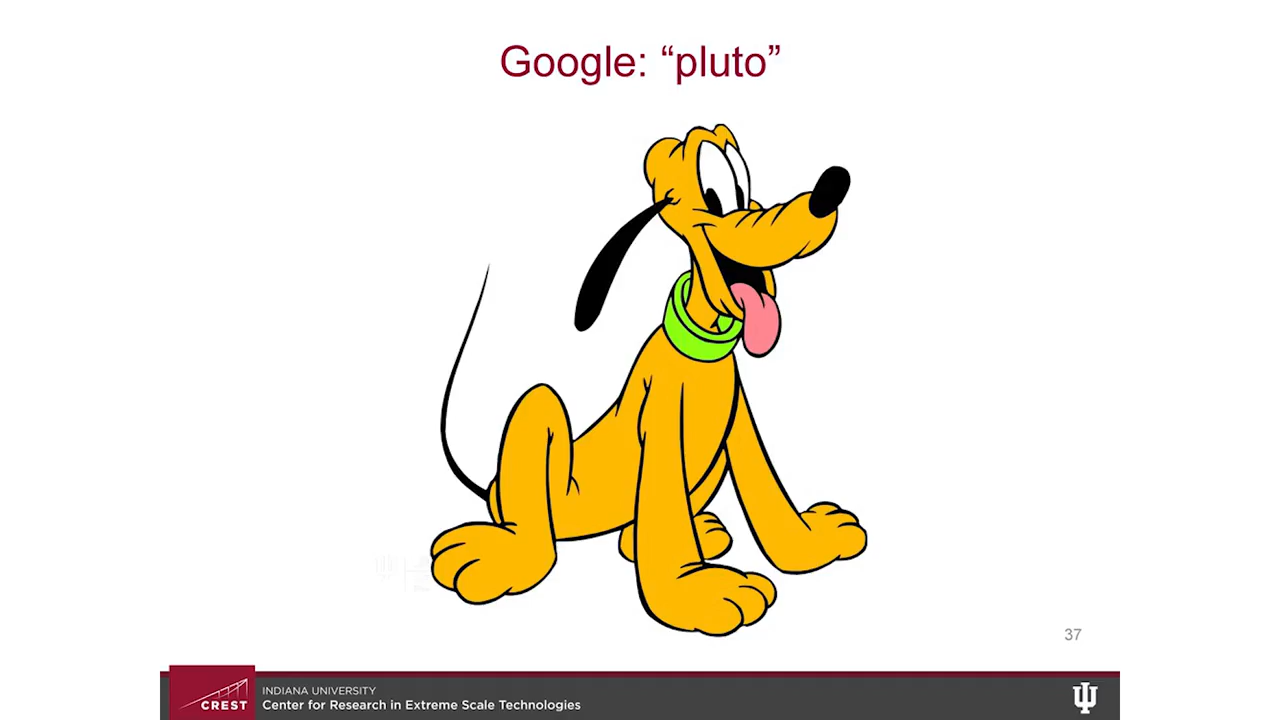 Google: “pluto”
37
CREST
INDIANA UNIVERSITY
Center for Research in Extreme Scale Technologies